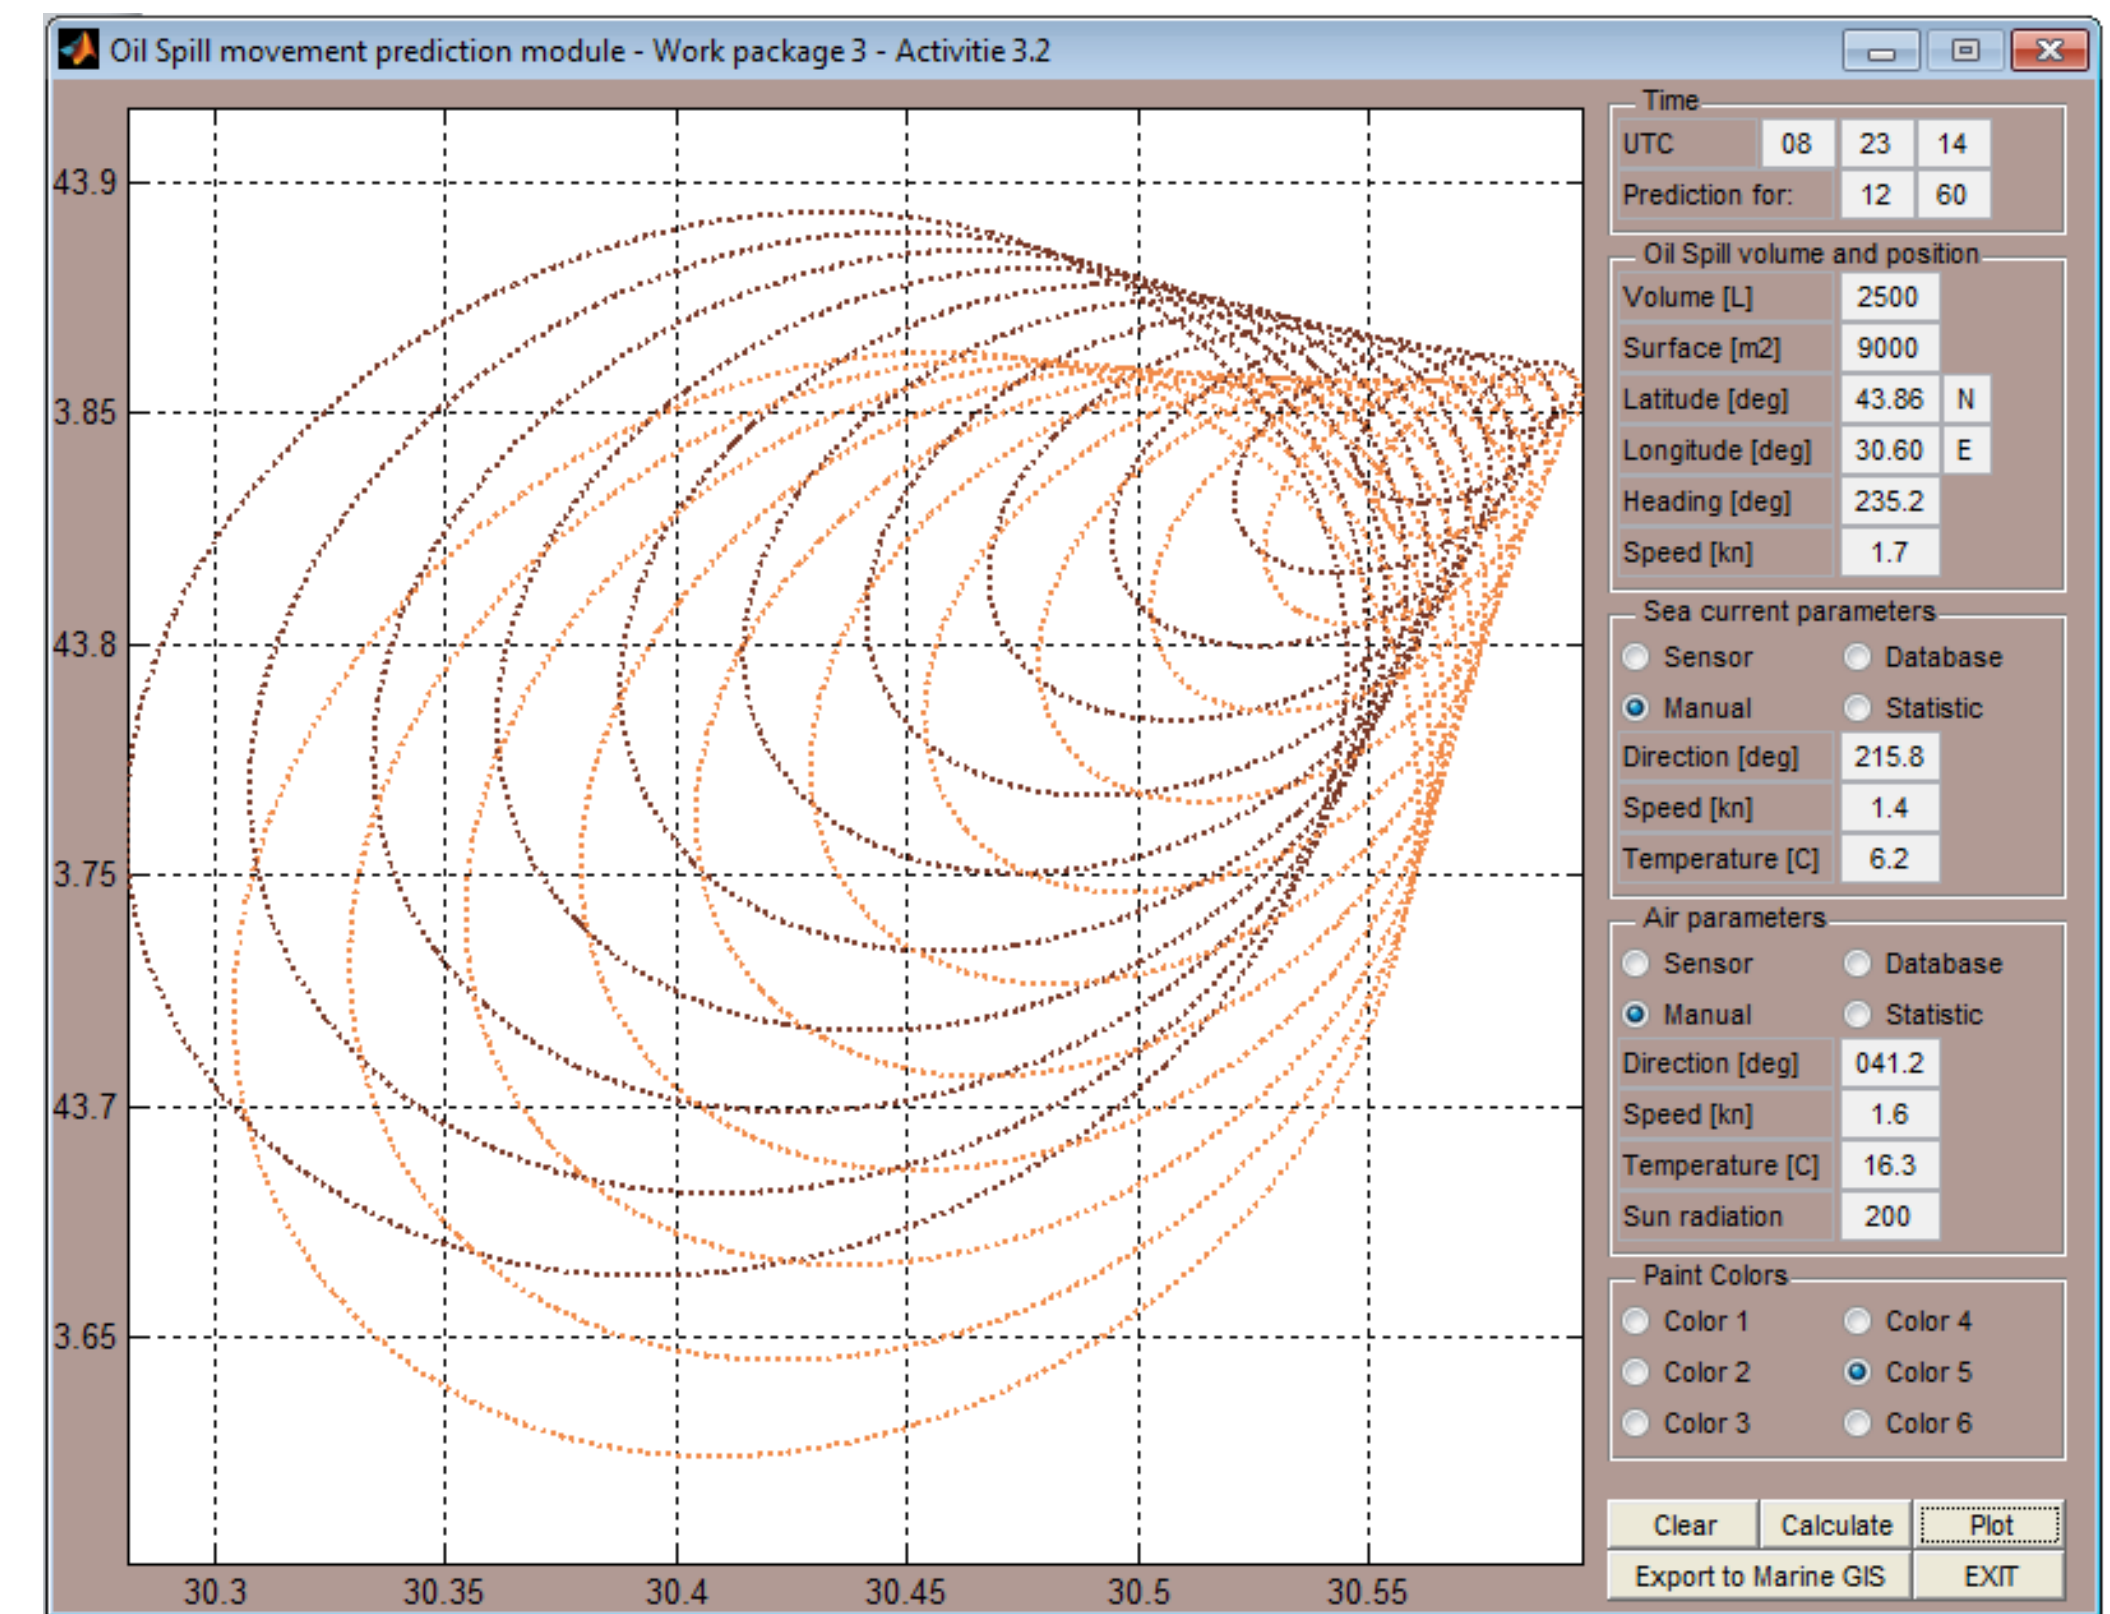 Oil Spill movement prediction module - Work package 3 - Activitie 3.2
43.9
3.85
43.8
3.75
43.7
3.65
30.3 30.35 30.4 30.45 30.5 30.55
Time
UTC 08 23 14
Prediction for: 12 60
Oil Spill volume and position
Volume [L] 2500
Surface [m2] 9000
Latitude [deg] 43.86 N
Longitude [deg] 30.60 E
Heading [deg] 235.2
Speed [kn] 1.7
Sea current parameters
Sensor Database
Manual Statistic
Direction [deg] 215.8
Speed [kn] 1.4
Temperature [C] 6.2
Air parameters
Sensor Database
Manual Statistic
Direction [deg] 041.2
Speed [kn] 1.6
Temperature [C] 16.3
Sun radiation 200
Paint Colors
Color 1 Color 4
Color 2 Color 5
Color 3 Color 6
Clear Calculate Plot
Export to Marine GIS EXIT